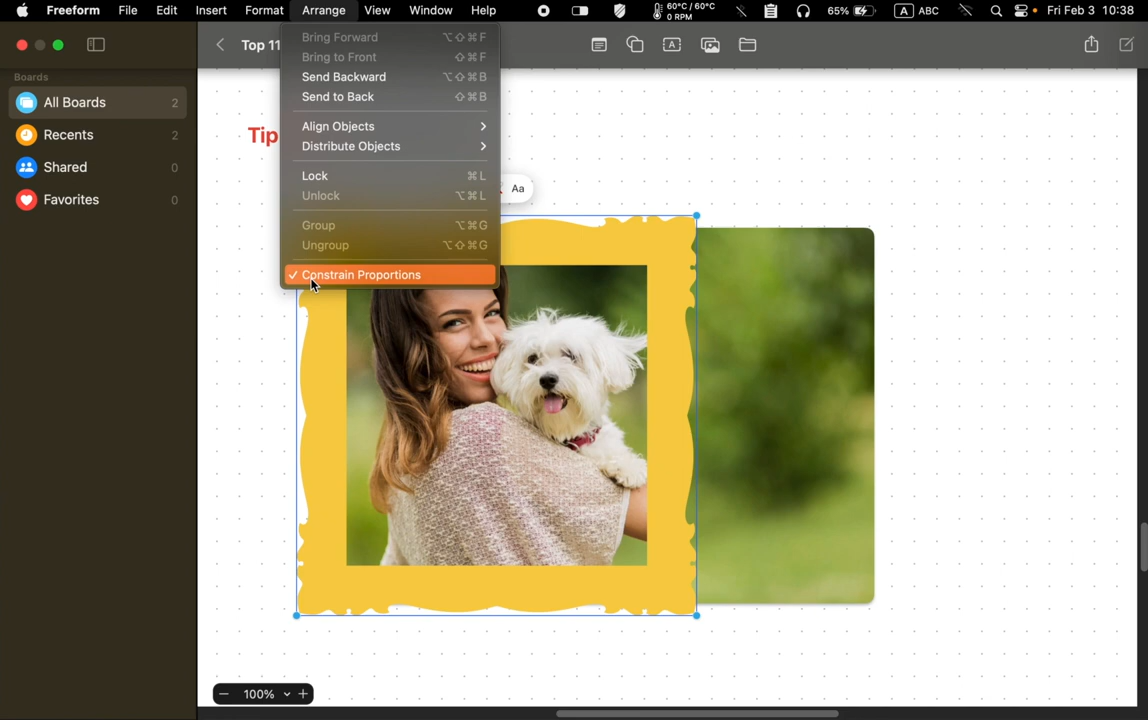 Freeform File Edit Insert Format Arrange View Window Help 60°C / 60°C 0 RPM 65% A ABC Fri Feb 3 10:38
Top 11
Boards
All Boards 2
Recents 2
Shared 0
Favorites 0
Bring Forward ⌥⇧⌘F
Bring to Front ⇧⌘F
Send Backward ⌥⇧⌘B
Send to Back ⇧⌘B
Align Objects >
Distribute Objects >
Lock ⌘L
Unlock ⌥⌘L
Group ⌥⌘G
Ungroup ⌥⇧⌘G
✓ Constrain Proportions
Tip
Aa
100%